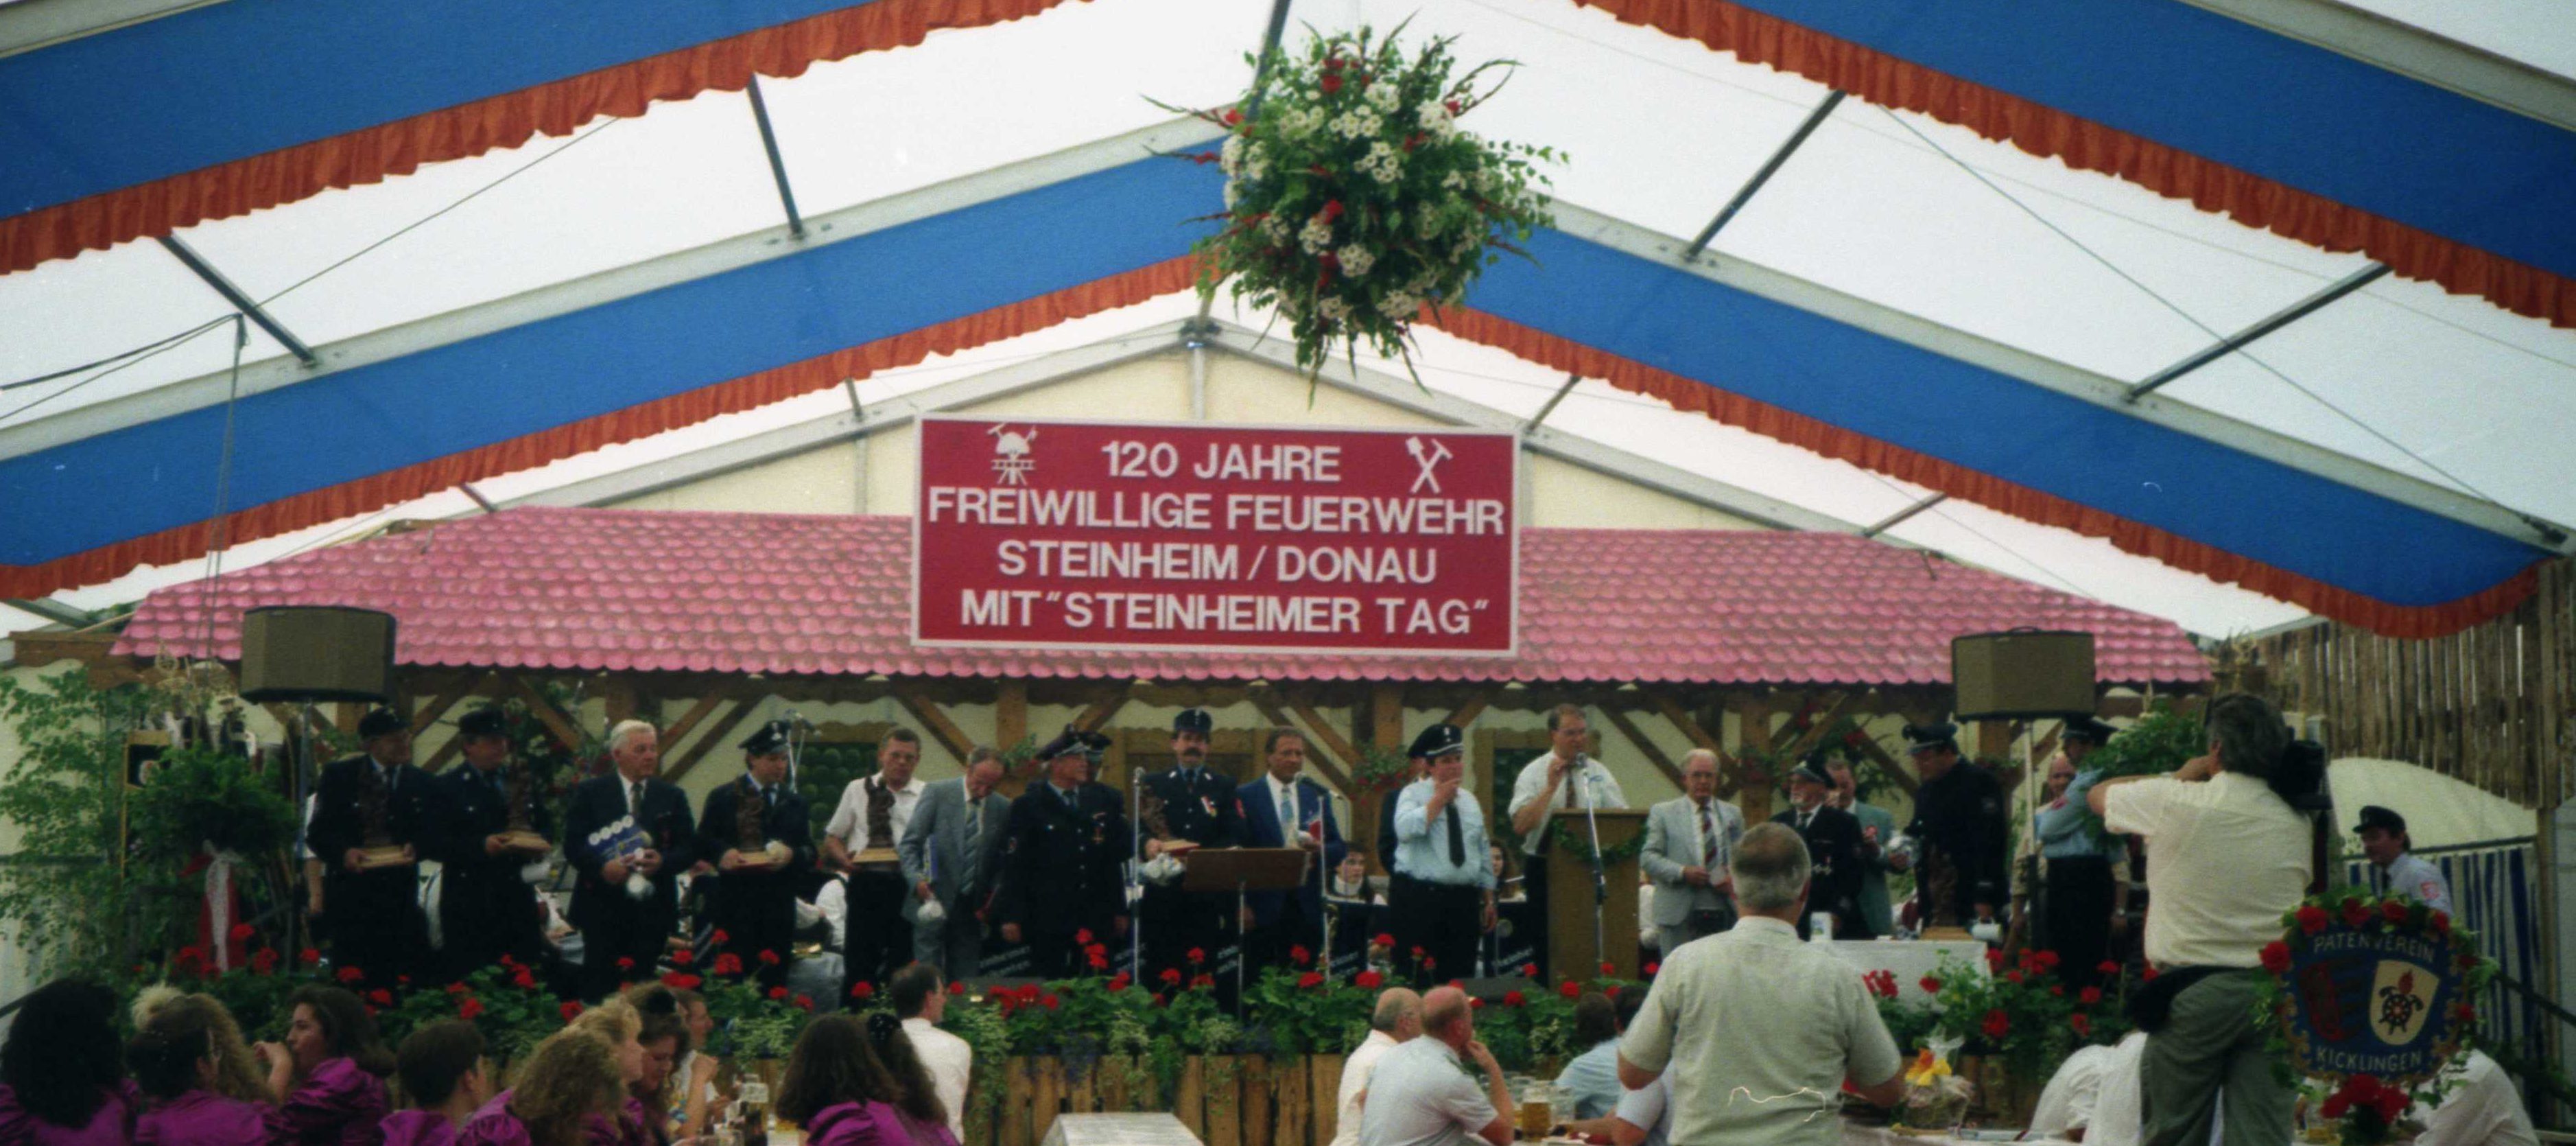 120 JAHRE
FREIWILLIGE FEUERWEHR
STEINHEIM / DONAU
MIT "STEINHEIMER TAG"
PATENVEREIN
KICKLINGEN